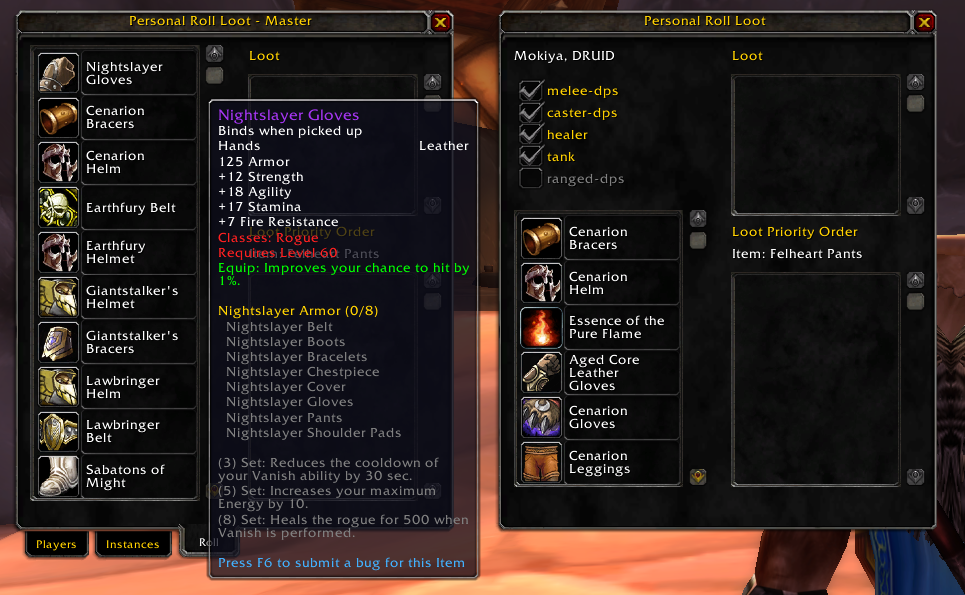 Personal Roll Loot - Master
Nightslayer
Gloves
Cenarion
Bracers
Cenarion
Helm
Earthfury Belt
Earthfury
Helmet
Giantstalker's
Helmet
Giantstalker's
Bracers
Lawbringer
Helm
Lawbringer
Belt
Sabatons of
Might
Loot
Loot Priority Order
Item: Felheart Pants
Players
Instances
Roll
Nightslayer Gloves
Binds when picked up
Hands Leather
125 Armor
+12 Strength
+18 Agility
+17 Stamina
+7 Fire Resistance
Classes: Rogue
Requires Level 60
Equip: Improves your chance to hit by
1%.
Nightslayer Armor (0/8)
Nightslayer Belt
Nightslayer Boots
Nightslayer Bracelets
Nightslayer Chestpiece
Nightslayer Cover
Nightslayer Gloves
Nightslayer Pants
Nightslayer Shoulder Pads
(3) Set: Reduces the cooldown of
your Vanish ability by 30 sec.
(5) Set: Increases your maximum
Energy by 10.
(8) Set: Heals the rogue for 500 when
Vanish is performed.
Press F6 to submit a bug for this Item
Personal Roll Loot
Mokiya, DRUID
melee-dps
caster-dps
healer
tank
ranged-dps
Cenarion
Bracers
Cenarion
Helm
Essence of the
Pure Flame
Aged Core
Leather
Gloves
Cenarion
Gloves
Cenarion
Leggings
Loot
Loot Priority Order
Item: Felheart Pants